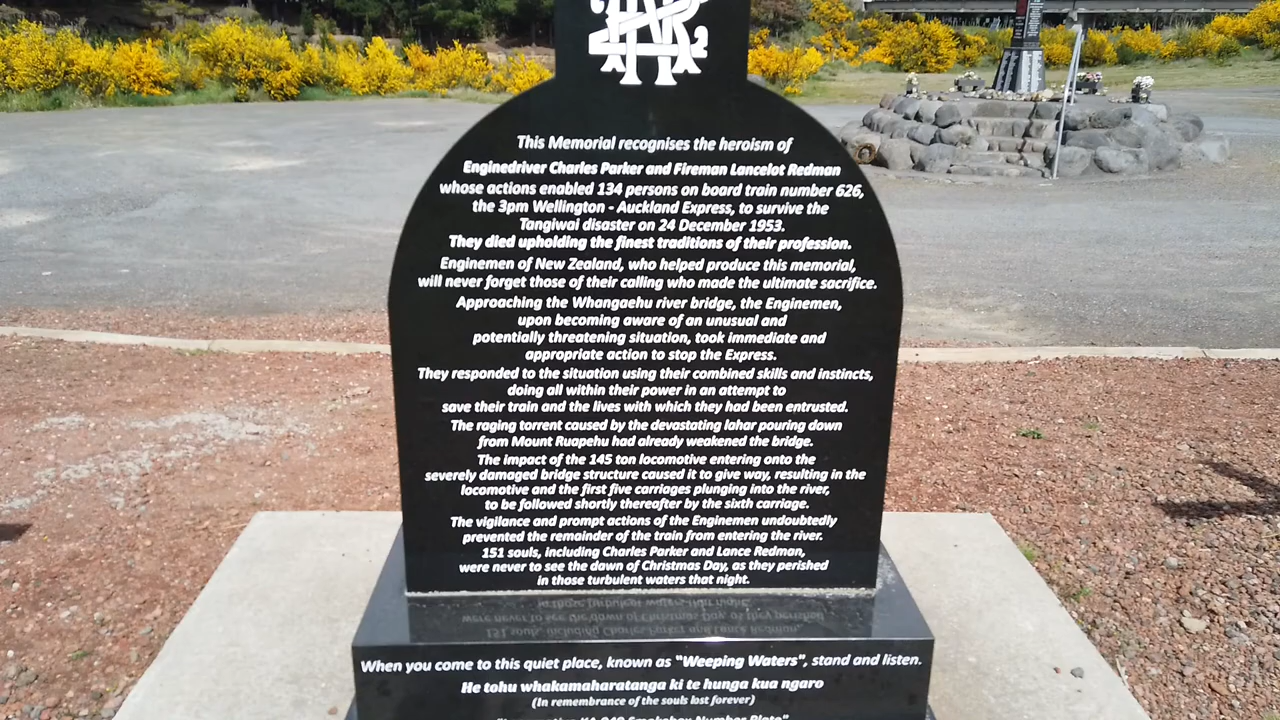 NZR
This Memorial recognises the heroism of
Enginedriver Charles Parker and Fireman Lancelot Redman
whose actions enabled 134 persons on board train number 626,
the 3pm Wellington - Auckland Express, to survive the
Tangiwai disaster on 24 December 1953.
They died upholding the finest traditions of their profession.
Enginemen of New Zealand, who helped produce this memorial,
will never forget those of their calling who made the ultimate sacrifice.
Approaching the Whangaehu river bridge, the Enginemen,
upon becoming aware of an unusual and
potentially threatening situation, took immediate and
appropriate action to stop the Express.
They responded to the situation using their combined skills and instincts,
doing all within their power in an attempt to
save their train and the lives with which they had been entrusted.
The raging torrent caused by the devastating lahar pouring down
from Mount Ruapehu had already weakened the bridge.
The impact of the 145 ton locomotive entering onto the
severely damaged bridge structure caused it to give way, resulting in the
locomotive and the first five carriages plunging into the river,
to be followed shortly thereafter by the sixth carriage.
The vigilance and prompt actions of the Enginemen undoubtedly
prevented the remainder of the train from entering the river.
151 souls, including Charles Parker and Lance Redman,
were never to see the dawn of Christmas Day, as they perished
in those turbulent waters that night.
When you come to this quiet place, known as "Weeping Waters", stand and listen.
He tohu whakamaharatanga ki te hunga kua ngaro
(In remembrance of the souls lost forever)
KA 949 Smokebox Number Plate"